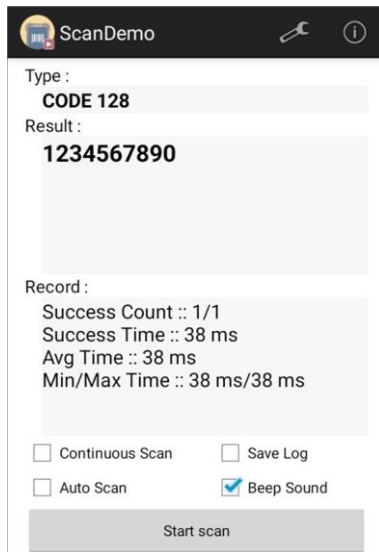 ScanDemo
Type :
CODE 128
Result :
1234567890
Record :
Success Count :: 1/1
Success Time :: 38 ms
Avg Time :: 38 ms
Min/Max Time :: 38 ms/38 ms
Continuous Scan
Save Log
Auto Scan
Beep Sound
Start scan